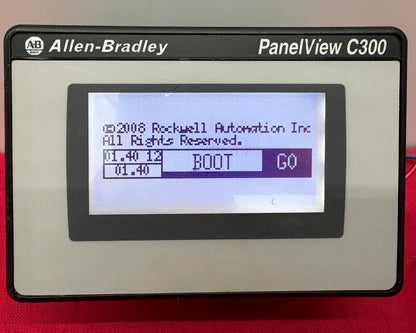 AB Allen-Bradley PanelView C300
©2008 Rockwell Automation Inc
All Rights Reserved.
01.40 12 BOOT GO
01.40